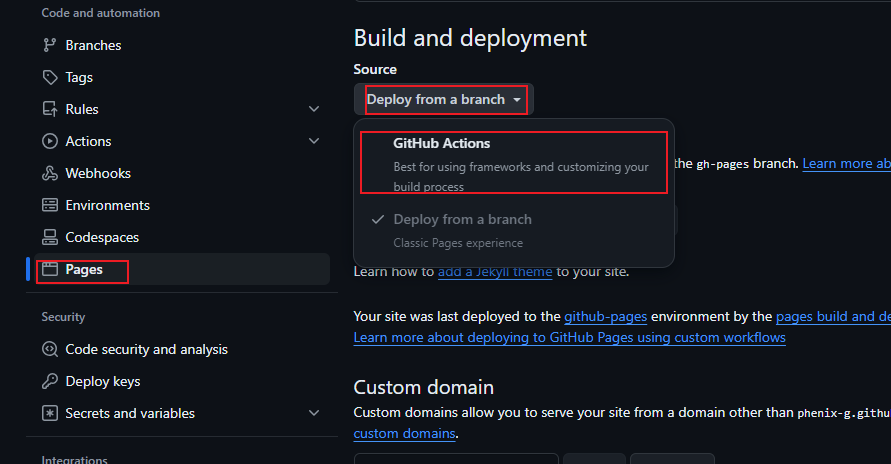 Code and automation
Branches
Tags
Rules
Actions
Webhooks
Environments
Codespaces
Pages
Security
Code security and analysis
Deploy keys
Secrets and variables
Integrations
Build and deployment
Source
Deploy from a branch
GitHub Actions
Best for using frameworks and customizing your
build process
the gh-pages branch. Learn more
Deploy from a branch
Classic Pages experience
Learn how to add a Jekyll theme to your site.
Your site was last deployed to the github-pages environment by the pages build and de
Learn more about deploying to GitHub Pages using custom workflows
Custom domain
Custom domains allow you to serve your site from a domain other than phenix-g.githu
custom domains.